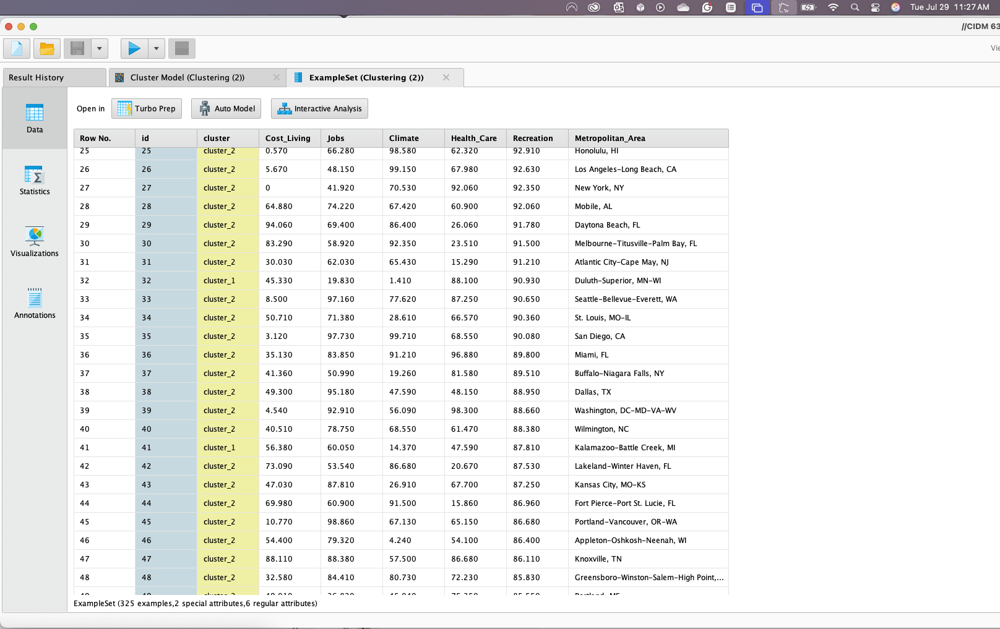 Tue Jul 29 11:27 AM
//CIDM 63
Vie
Result History
Cluster Model (Clustering (2))
ExampleSet (Clustering (2))
Open in
Turbo Prep
Auto Model
Interactive Analysis
Data
Statistics
Visualizations
Annotations
Row No. id cluster Cost_Living Jobs Climate Health_Care Recreation Metropolitan_Area
25 25 cluster_2 0.570 66.280 98.580 62.320 92.910 Honolulu, HI
26 26 cluster_2 5.670 48.150 99.150 67.980 92.630 Los Angeles-Long Beach, CA
27 27 cluster_2 0 41.920 70.530 92.060 92.350 New York, NY
28 28 cluster_2 64.880 74.220 67.420 60.900 92.060 Mobile, AL
29 29 cluster_2 94.060 69.400 86.400 26.060 91.780 Daytona Beach, FL
30 30 cluster_2 83.290 58.920 92.350 23.510 91.500 Melbourne-Titusville-Palm Bay, FL
31 31 cluster_2 30.030 62.030 65.430 15.290 91.210 Atlantic City-Cape May, NJ
32 32 cluster_1 45.330 19.830 1.410 88.100 90.930 Duluth-Superior, MN-WI
33 33 cluster_2 8.500 97.160 77.620 87.250 90.650 Seattle-Bellevue-Everett, WA
34 34 cluster_2 50.710 71.380 28.610 66.570 90.360 St. Louis, MO-IL
35 35 cluster_2 3.120 97.730 99.710 68.550 90.080 San Diego, CA
36 36 cluster_2 35.130 83.850 91.210 96.880 89.800 Miami, FL
37 37 cluster_2 41.360 50.990 19.260 81.580 89.510 Buffalo-Niagara Falls, NY
38 38 cluster_2 49.300 95.180 47.590 48.150 88.950 Dallas, TX
39 39 cluster_2 4.540 92.910 56.090 98.300 88.660 Washington, DC-MD-VA-WV
40 40 cluster_2 40.510 78.750 68.550 61.470 88.380 Wilmington, NC
41 41 cluster_1 56.380 60.050 14.370 47.590 87.810 Kalamazoo-Battle Creek, MI
42 42 cluster_2 73.090 53.540 86.680 20.670 87.530 Lakeland-Winter Haven, FL
43 43 cluster_2 47.030 87.810 26.910 67.700 87.250 Kansas City, MO-KS
44 44 cluster_2 69.980 60.900 91.500 15.860 86.960 Fort Pierce-Port St. Lucie, FL
45 45 cluster_2 10.770 98.860 67.130 65.150 86.680 Portland-Vancouver, OR-WA
46 46 cluster_2 54.400 79.320 4.240 54.100 86.400 Appleton-Oshkosh-Neenah, WI
47 47 cluster_2 88.110 88.380 57.500 86.680 86.110 Knoxville, TN
48 48 cluster_2 32.580 84.410 80.730 72.230 85.830 Greensboro-Winston-Salem-High Point,...
ExampleSet (325 examples,2 special attributes,6 regular attributes)